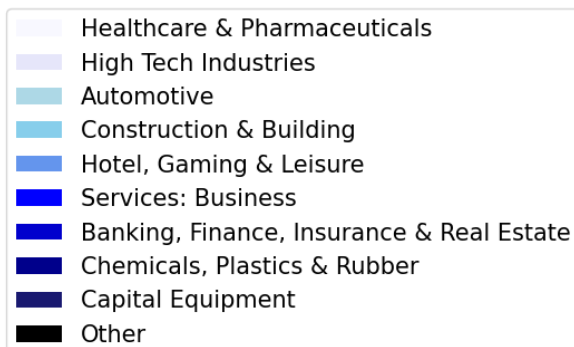 Healthcare & Pharmaceuticals
High Tech Industries
Automotive
Construction & Building
Hotel, Gaming & Leisure
Services: Business
Banking, Finance, Insurance & Real Estate
Chemicals, Plastics & Rubber
Capital Equipment
Other